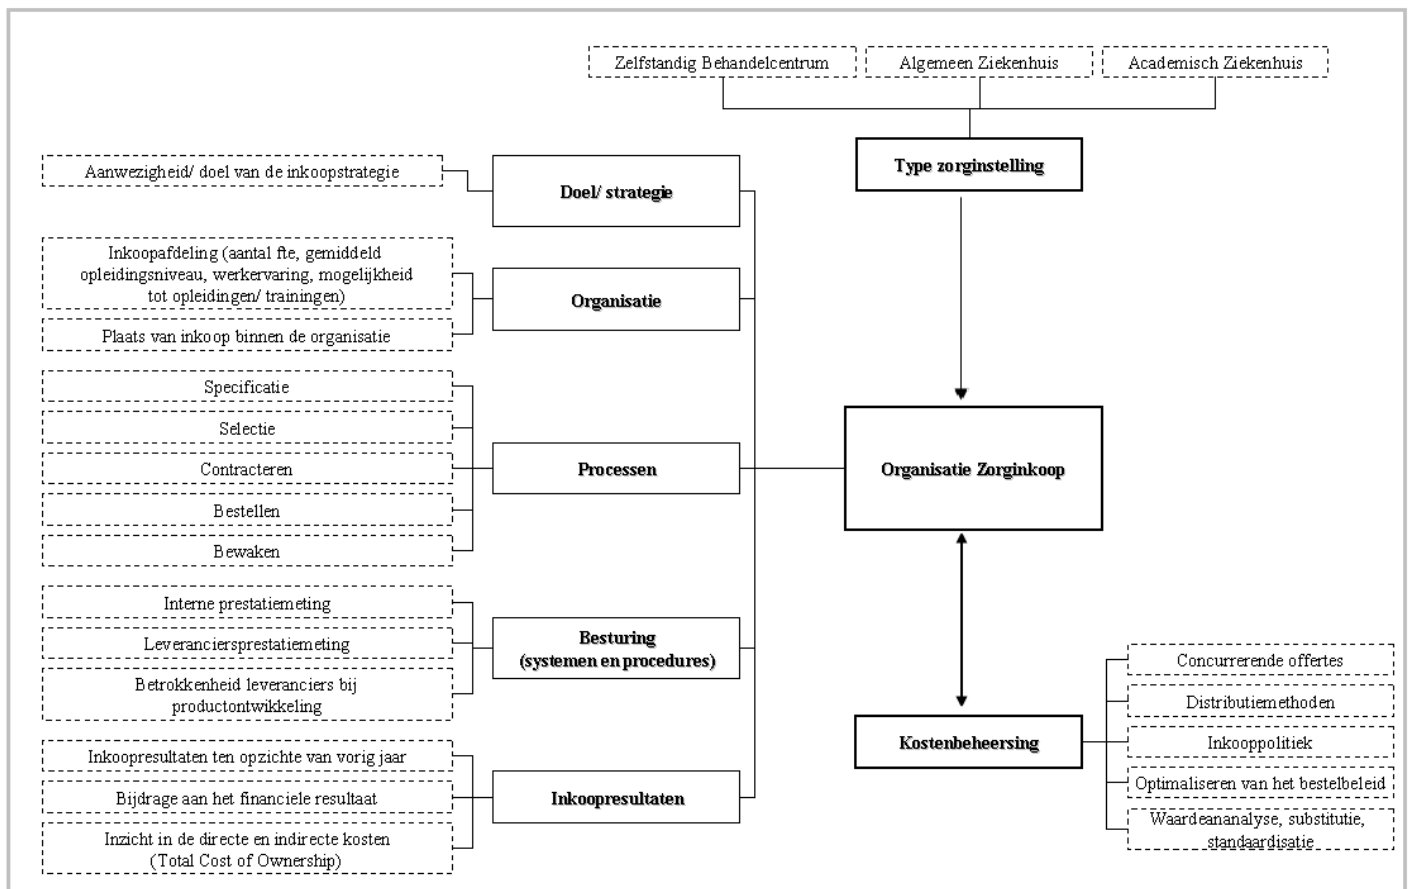 Zelfstandig Behandelcentrum
Algemeen Ziekenhuis
Academisch Ziekenhuis
Type zorginstelling
Aanwezigheid/ doel van de inkoopstrategie
Doel/ strategie
Inkoopafdeling (aantal fte, gemiddeld
opleidingsniveau, werkervaring, mogelijkheid
tot opleidingen/ trainingen)
Plaats van inkoop binnen de organisatie
Organisatie
Specificatie
Selectie
Contracteren
Bestellen
Bewaken
Processen
Organisatie Zorginkoop
Interne prestatiemeting
Leveranciersprestatiemeting
Betrokkenheid leveranciers bij
productontwikkeling
Besturing
(systemen en procedures)
Inkoopresultaten ten opzichte van vorig jaar
Bijdrage aan het financiele resultaat
Inzicht in de directe en indirecte kosten
(Total Cost of Ownership)
Inkoopresultaten
Kostenbeheersing
Concurrerende offertes
Distributiemethoden
Inkooppolitiek
Optimaliseren van het bestelbeleid
Waardeananalyse, substitutie,
standaardisatie